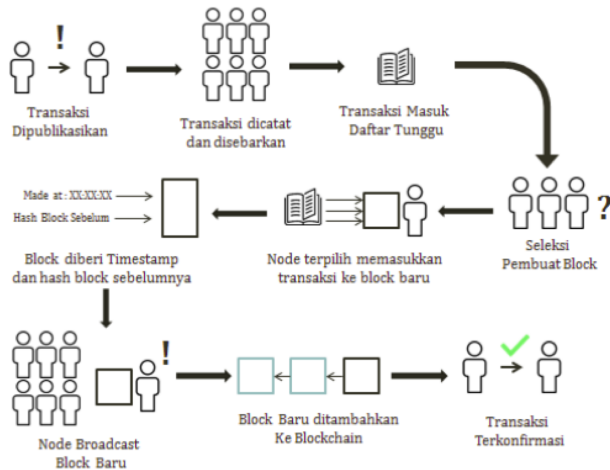 !
Transaksi
Dipublikasikan
Transaksi dicatat
dan disebarkan
Transaksi Masuk
Daftar Tunggu
?
Seleksi
Pembuat Block
Node terpilih memasukkan
transaksi ke block baru
Made at : XX:XX:XX
Hash Block Sebelum
Block diberi Timestamp
dan hash block sebelumnya
!
Node Broadcast
Block Baru
Block Baru ditambahkan
Ke Blockchain
Transaksi
Terkonfirmasi